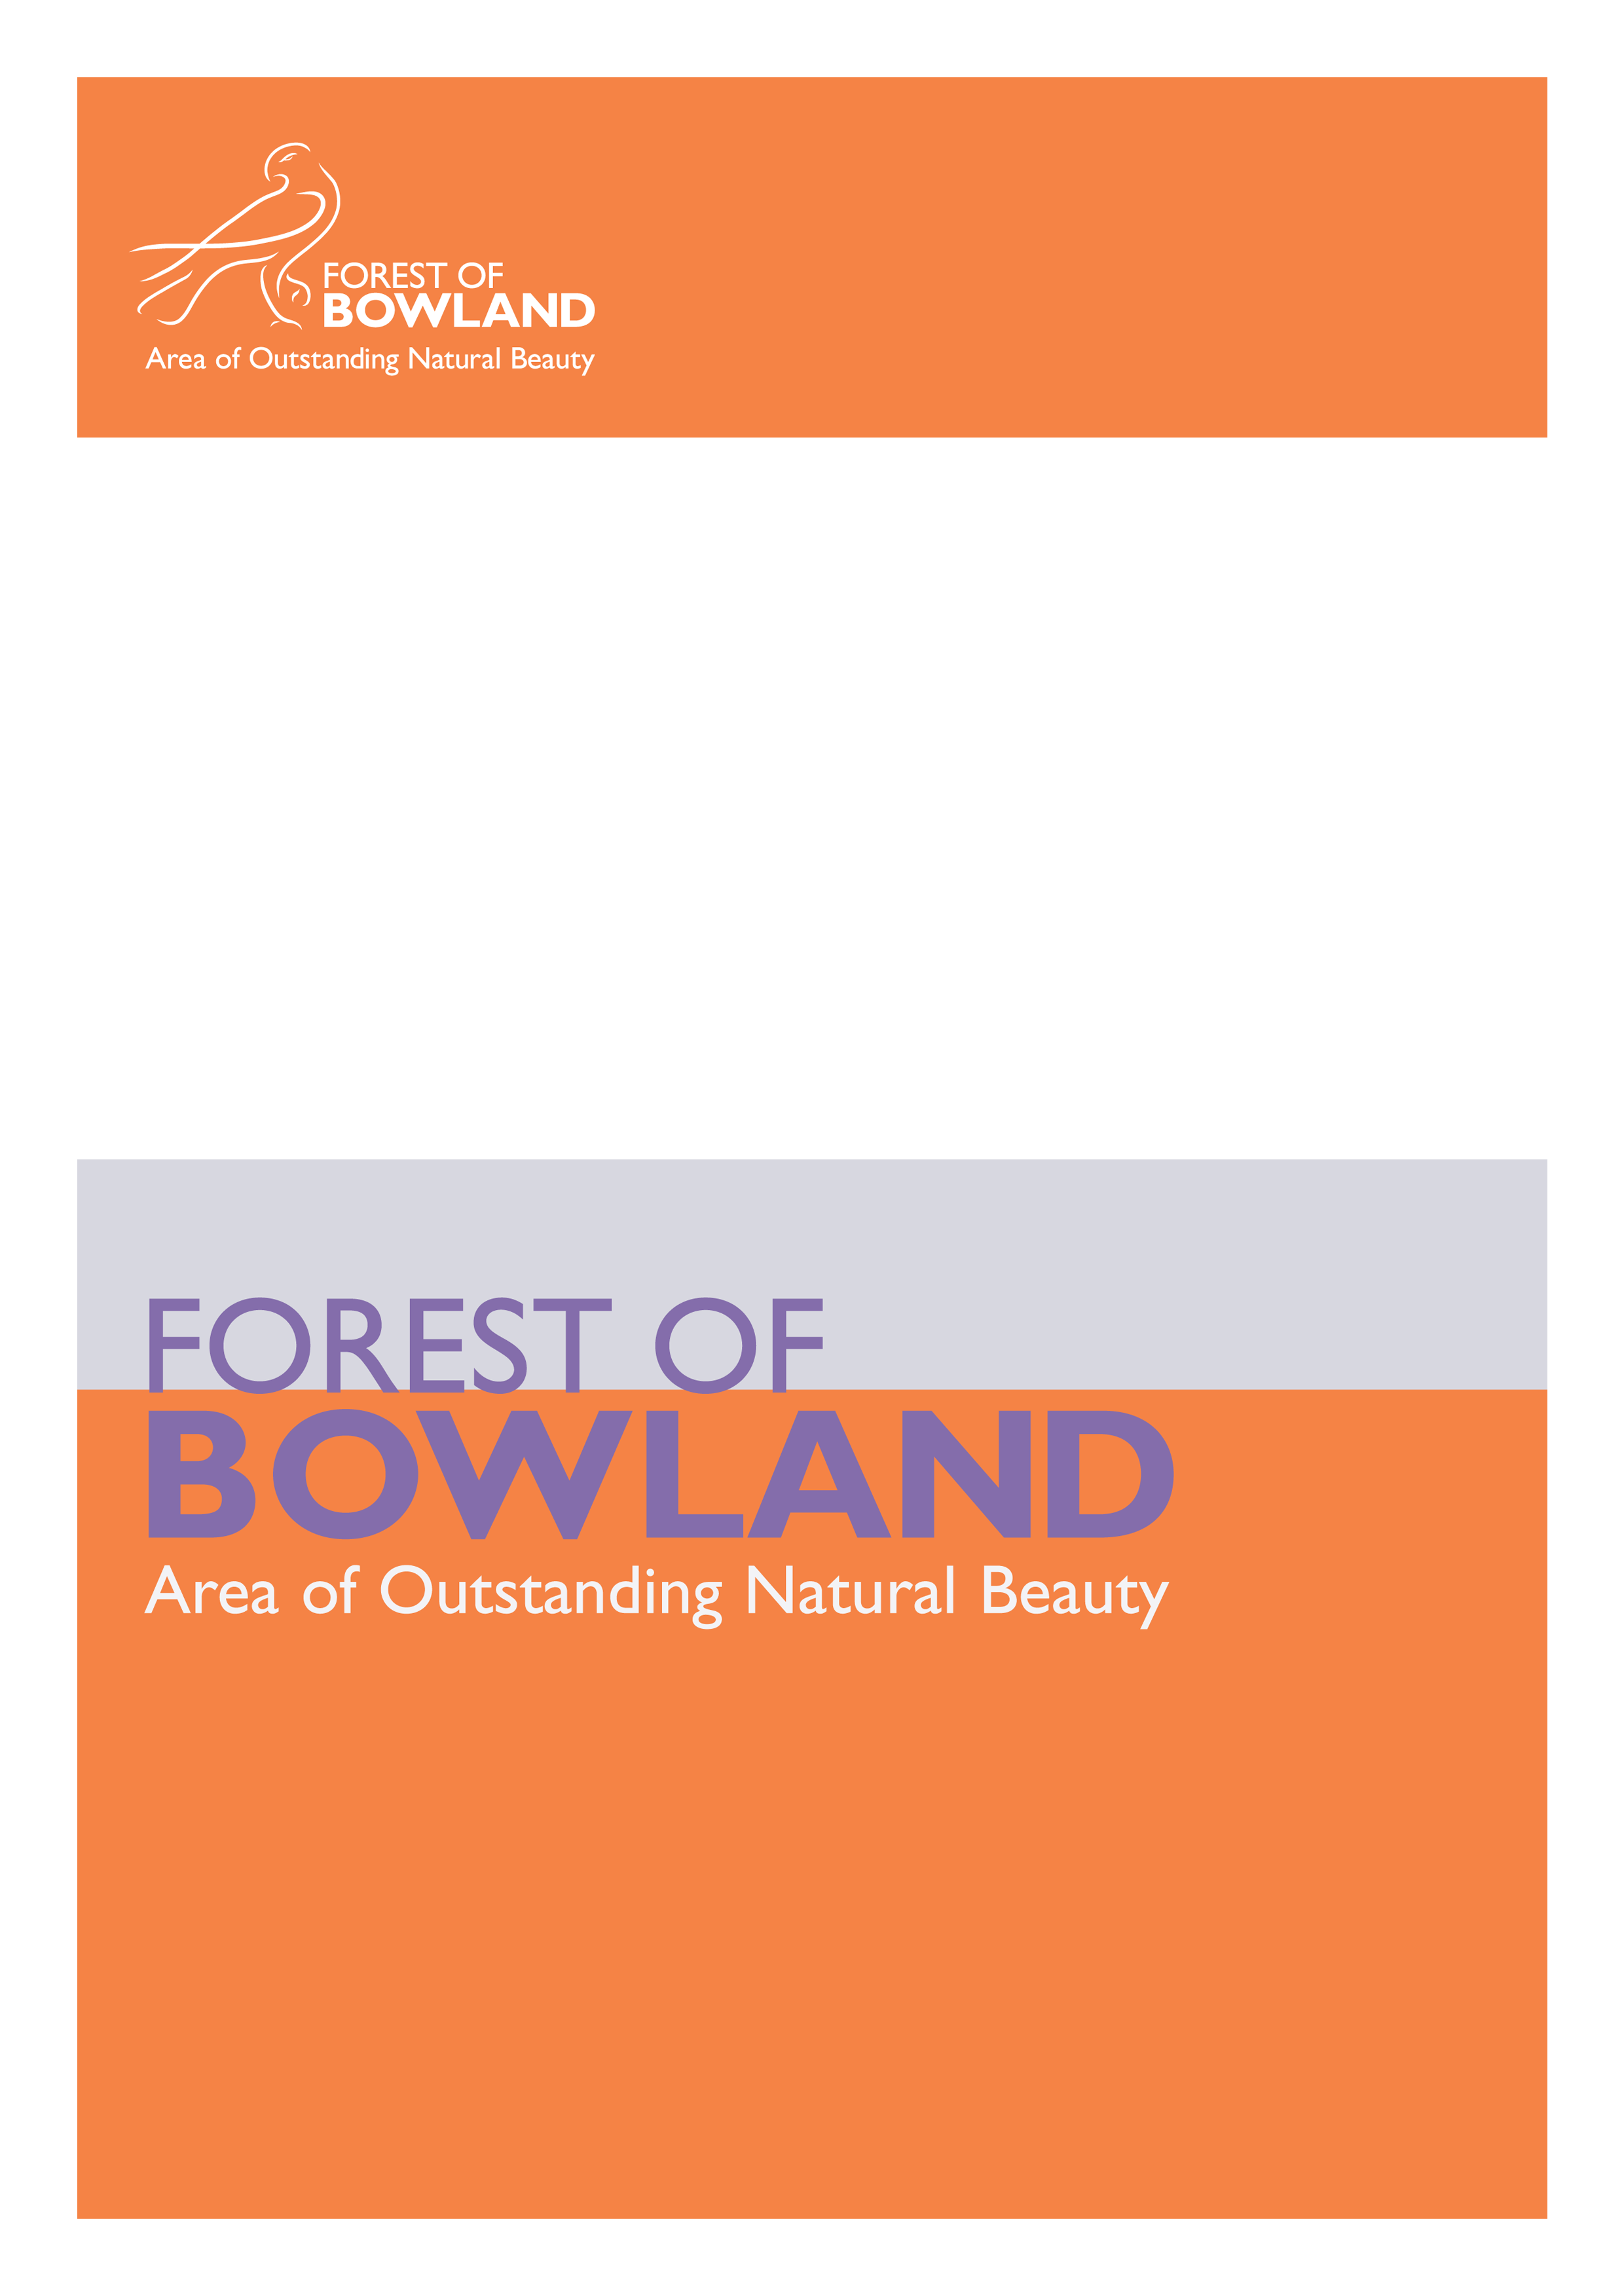 FOREST OF
BOWLAND
Area of Outstanding Natural Beauty
FOREST OF
BOWLAND
Area of Outstanding Natural Beauty